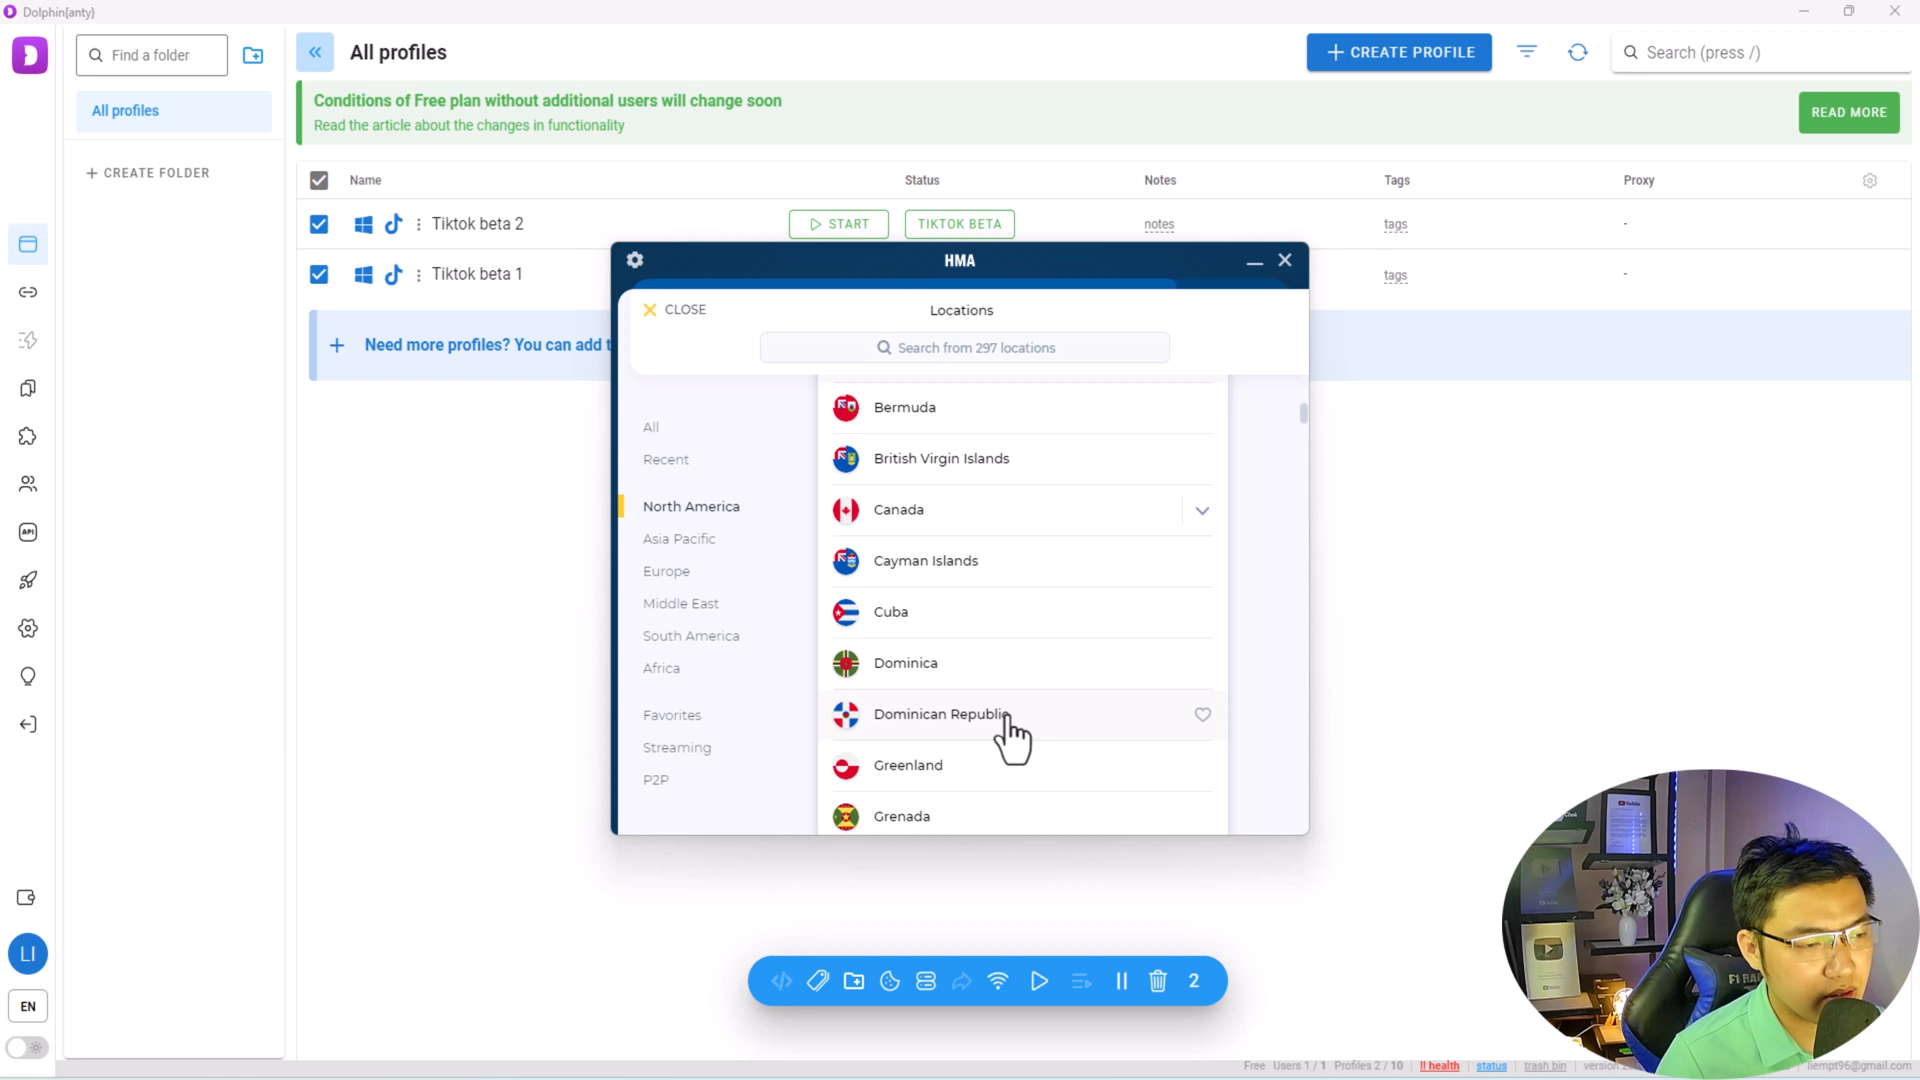 Dolphin{anty}
Find a folder
All profiles
CREATE PROFILE
Search (press /)
All profiles
Conditions of Free plan without additional users will change soon
Read the article about the changes in functionality
READ MORE
CREATE FOLDER
Name
Status
Notes
Tags
Proxy
Tiktok beta 2
START
TIKTOK BETA
notes
tags
-
Tiktok beta 1
tags
-
Need more profiles? You can add
HMA
CLOSE
Locations
Search from 297 locations
All
Recent
North America
Asia Pacific
Europe
Middle East
South America
Africa
Favorites
Streaming
P2P
Bermuda
British Virgin Islands
Canada
Cayman Islands
Cuba
Dominica
Dominican Republic
Greenland
Grenada
API
LI
EN
2
Free Users 1 / 1 Profiles 2 / 10 !! health status trash bin
liempt96@gmail.com